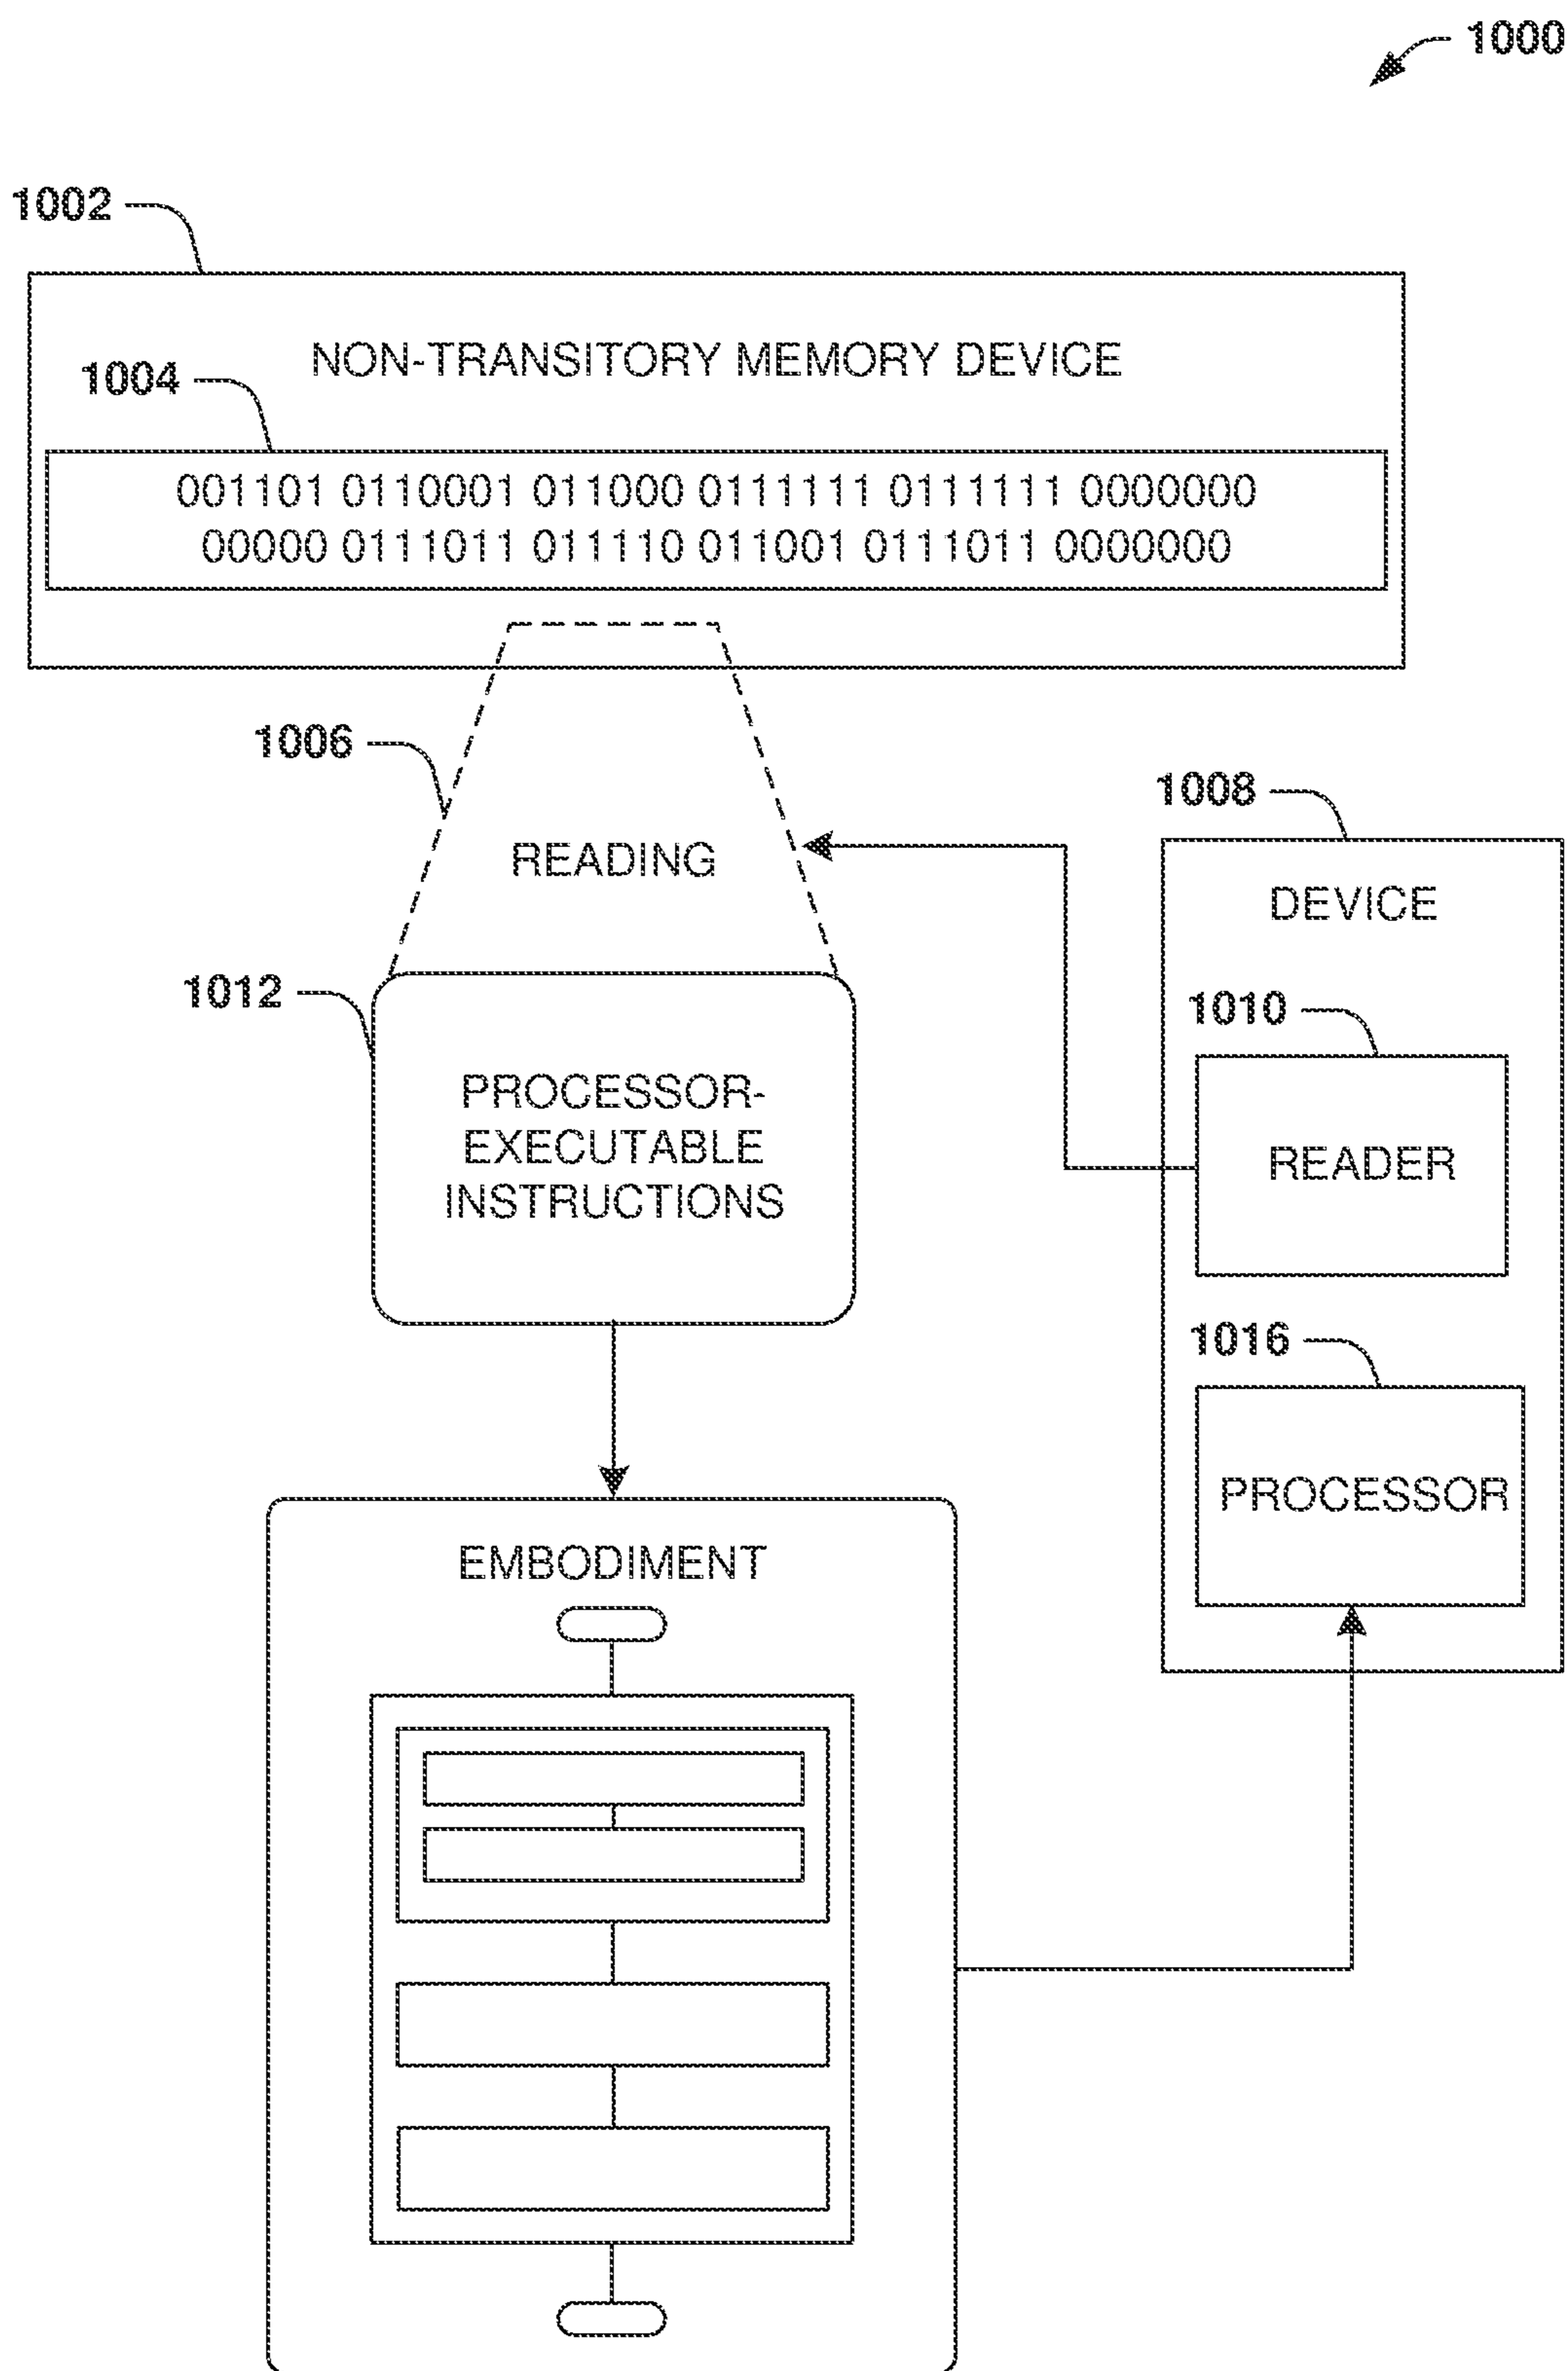 1000
1002
NON-TRANSITORY MEMORY DEVICE
1004
001101 0110001 011000 0111111 0111111 0000000
00000 0111011 011110 011001 0111011 0000000
1006
READING
1008
DEVICE
1010
READER
1012
PROCESSOR-
EXECUTABLE
INSTRUCTIONS
1016
PROCESSOR
EMBODIMENT